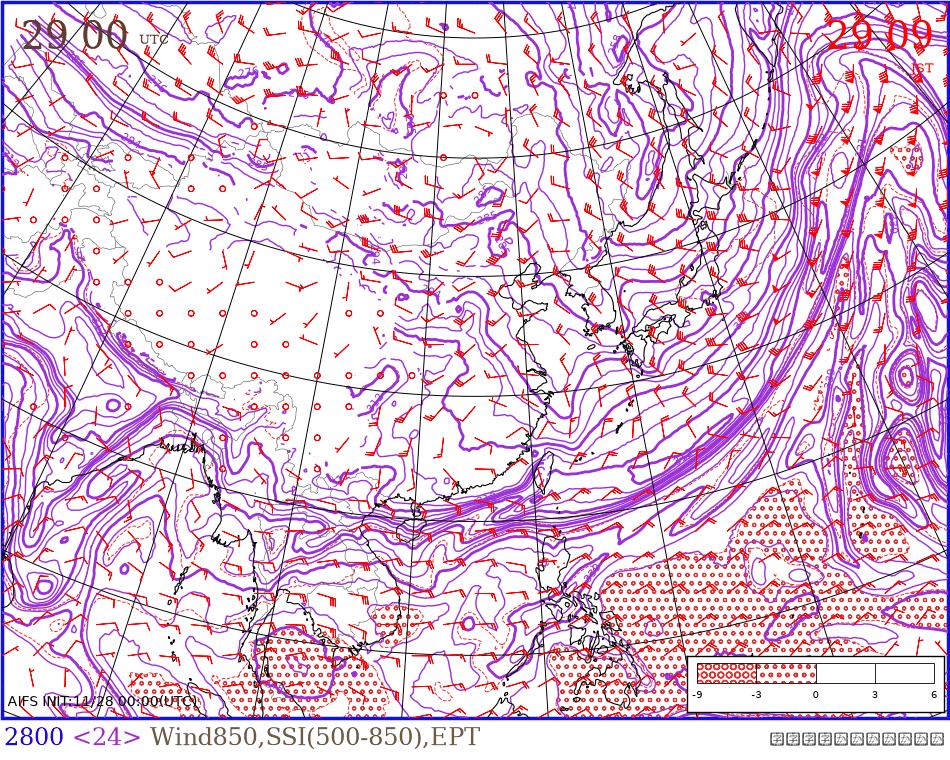 29 00 UTC
29 09
JST
AIFS INIT:11/28 00:00(UTC)
-9 -3 0 3 6
2800 <24> Wind850,SSI(500-850),EPT